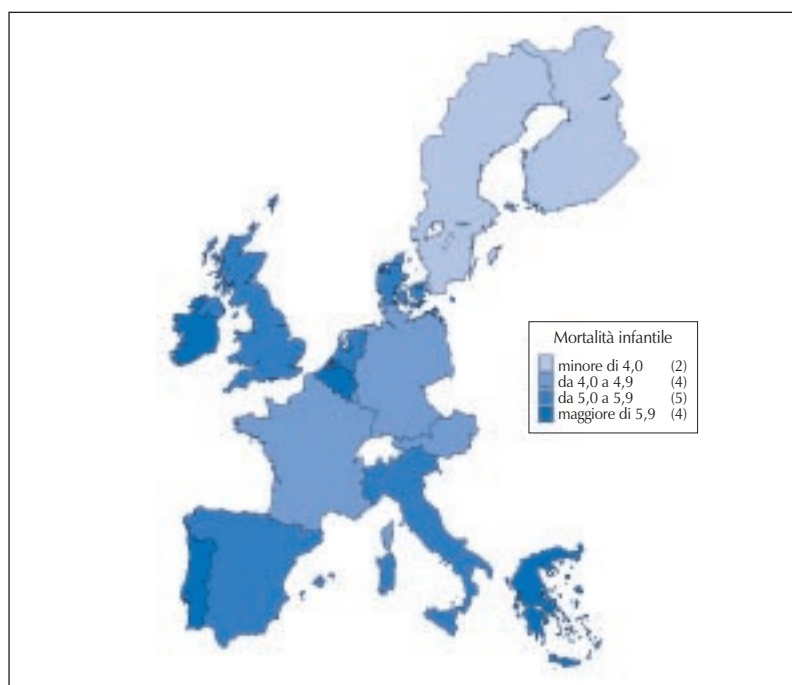 Mortalità infantile
minore di 4,0 (2)
da 4,0 a 4,9 (4)
da 5,0 a 5,9 (5)
maggiore di 5,9 (4)